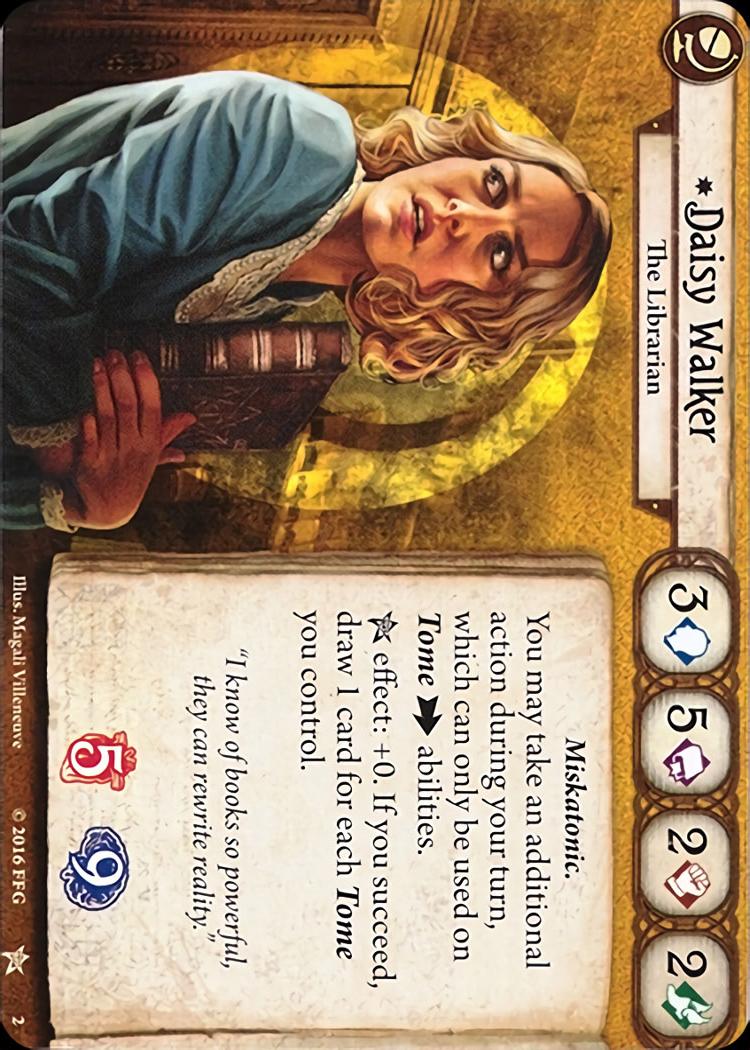 Daisy Walker
The Librarian
3
5
2
2
Miskatonic.
You may take an additional
action during your turn,
which can only be used on
Tome abilities.
effect: +0. If you succeed,
draw 1 card for each Tome
you control.
"I know of books so powerful,
they can rewrite reality."
5
9
Illus. Magali Villeneuve
© 2016 FFG
2